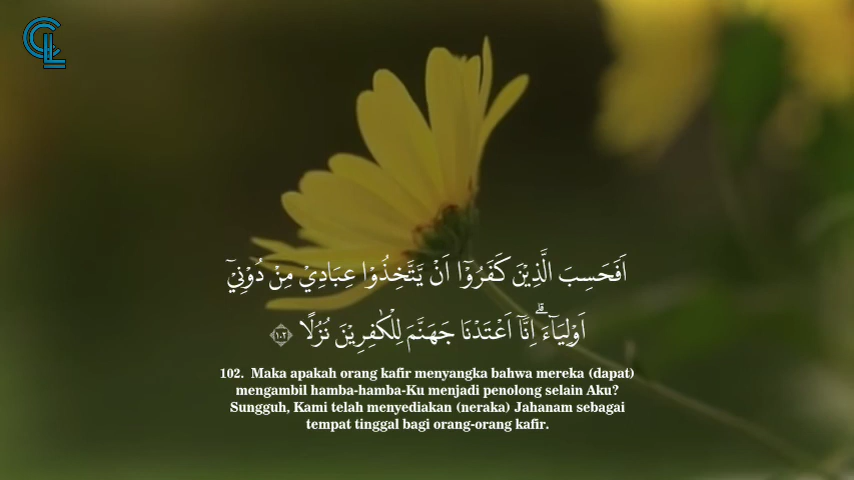 CCL
اَفَحَسِبَ الَّذِيْنَ كَفَرُوْٓا اَنْ يَّتَّخِذُوْا عِبَادِيْ مِنْ دُوْنِيْٓ
اَوْلِيَاۤءَ ۗاِنَّآ اَعْتَدْنَا جَهَنَّمَ لِلْكٰفِرِيْنَ نُزُلًا ١٠٢
102. Maka apakah orang kafir menyangka bahwa mereka (dapat)
mengambil hamba-hamba-Ku menjadi penolong selain Aku?
Sungguh, Kami telah menyediakan (neraka) Jahanam sebagai
tempat tinggal bagi orang-orang kafir.